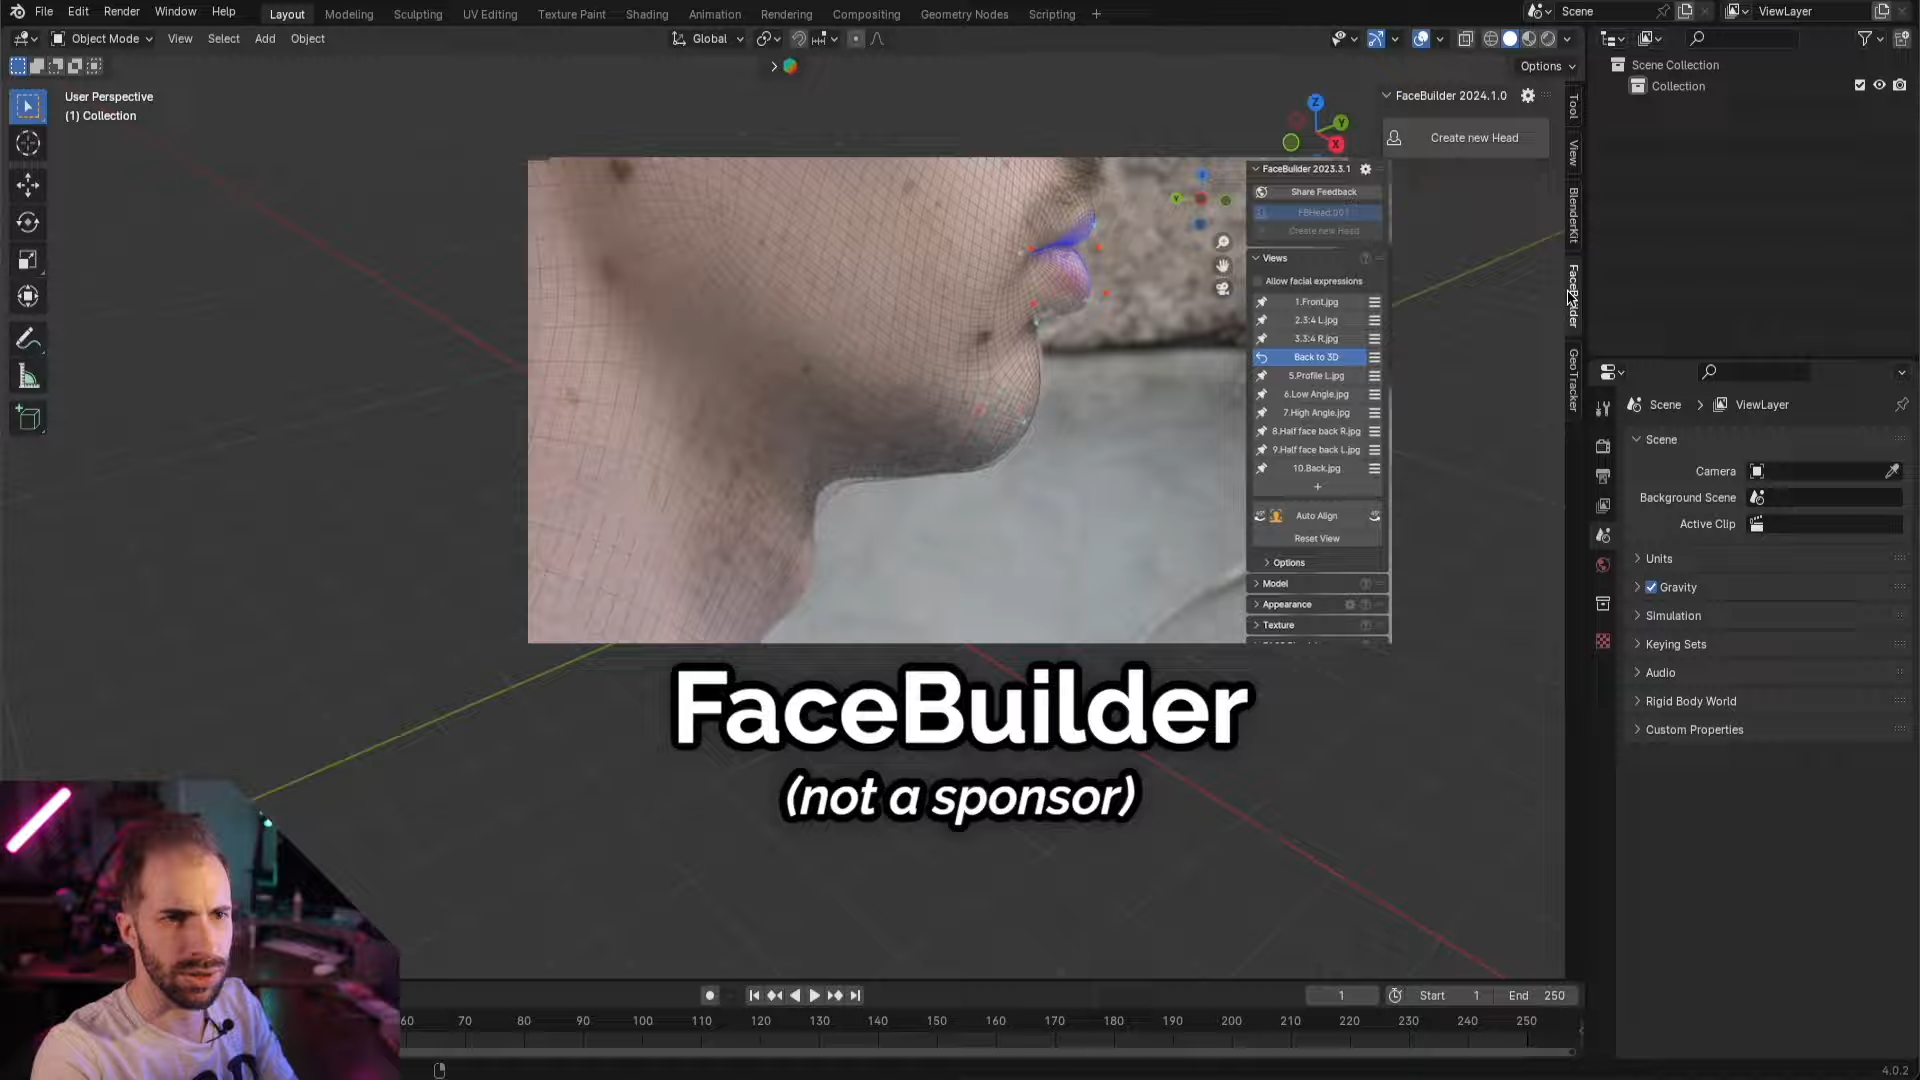 File Edit Render Window Help Layout Modeling Sculpting UV Editing Texture Paint Shading Animation Rendering Compositing Geometry Nodes Scripting + Scene ViewLayer
Object Mode View Select Add Object Global
Options
User Perspective
(1) Collection
FaceBuilder 2024.1.0
Create new Head
Z
Y
X
Tool
View
BlenderKit
FaceBuilder
GeoTracker
Scene Collection
Collection
FaceBuilder 2023.3.1
Share Feedback
FBHead.001
Create new Head
Views
Allow facial expressions
1.Front.jpg
2.3:4 L.jpg
3.3:4 R.jpg
Back to 3D
5.Profile L.jpg
6.Low Angle.jpg
7.High Angle.jpg
8.Half face back R.jpg
9.Half face back L.jpg
10.Back.jpg
+
Auto Align
Reset View
Options
Model
Appearance
Texture
Scene > ViewLayer
Scene
Camera
Background Scene
Active Clip
Units
Gravity
Simulation
Keying Sets
Audio
Rigid Body World
Custom Properties
FaceBuilder
(not a sponsor)
1 Start 1 End 250
60 70 80 90 100 110 120 130 140 150 160 170 180 190 200 210 220 230 240 250
4.0.2